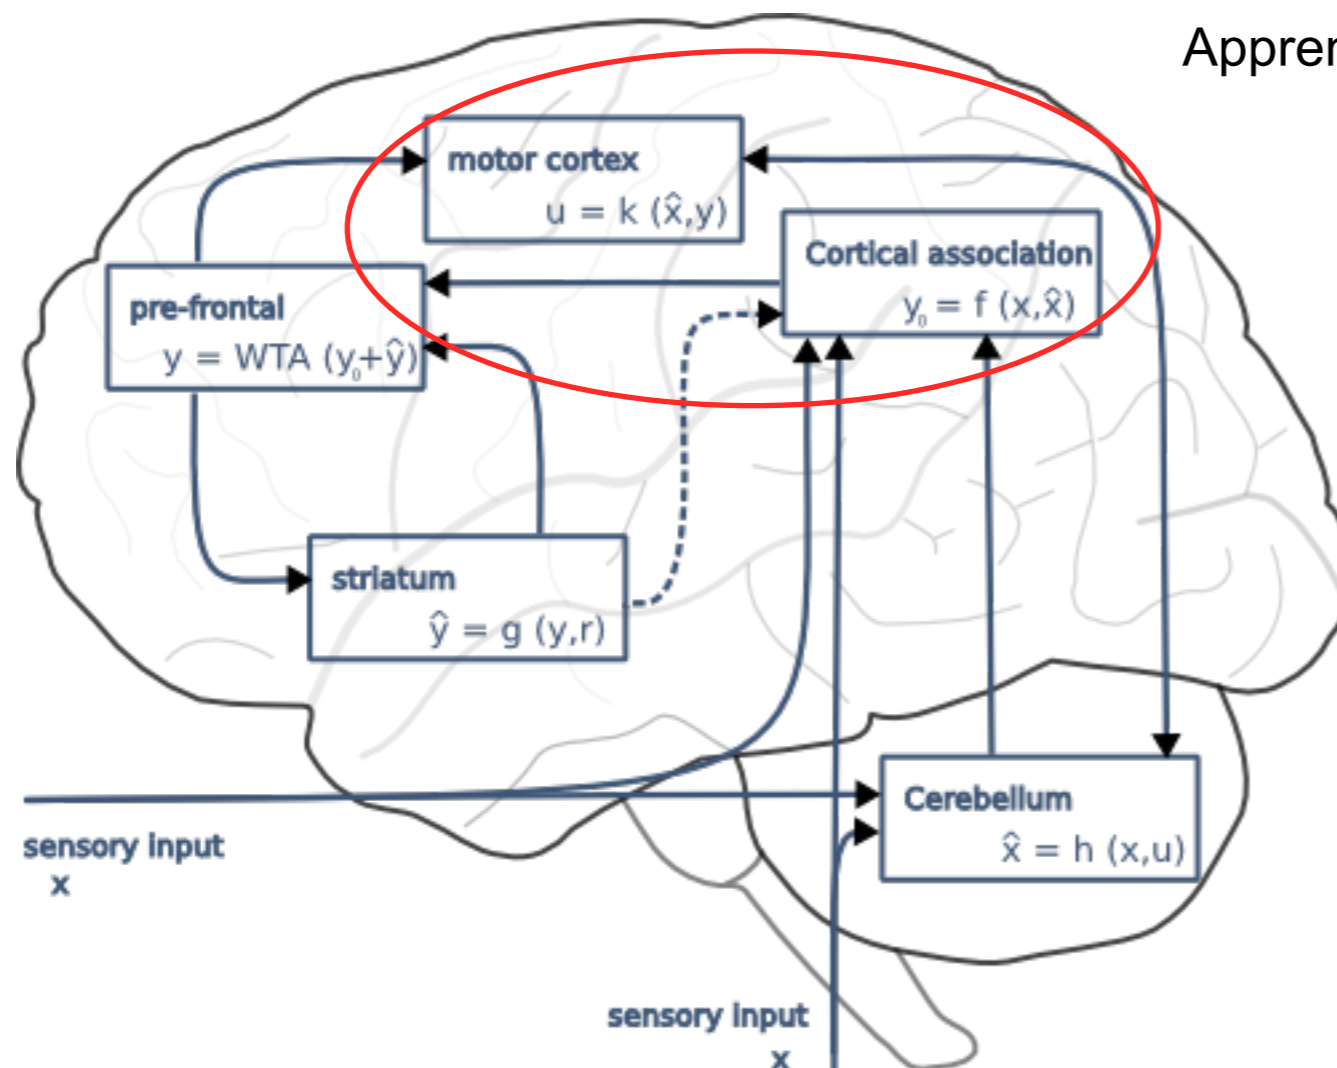 Appren
motor cortex
u = k (x̂,y)
Cortical association
y₀ = f (x,x̂)
pre-frontal
y = WTA (y₀+ŷ)
striatum
ŷ = g (y,r)
Cerebellum
x̂ = h (x,u)
sensory input
x
sensory input
x